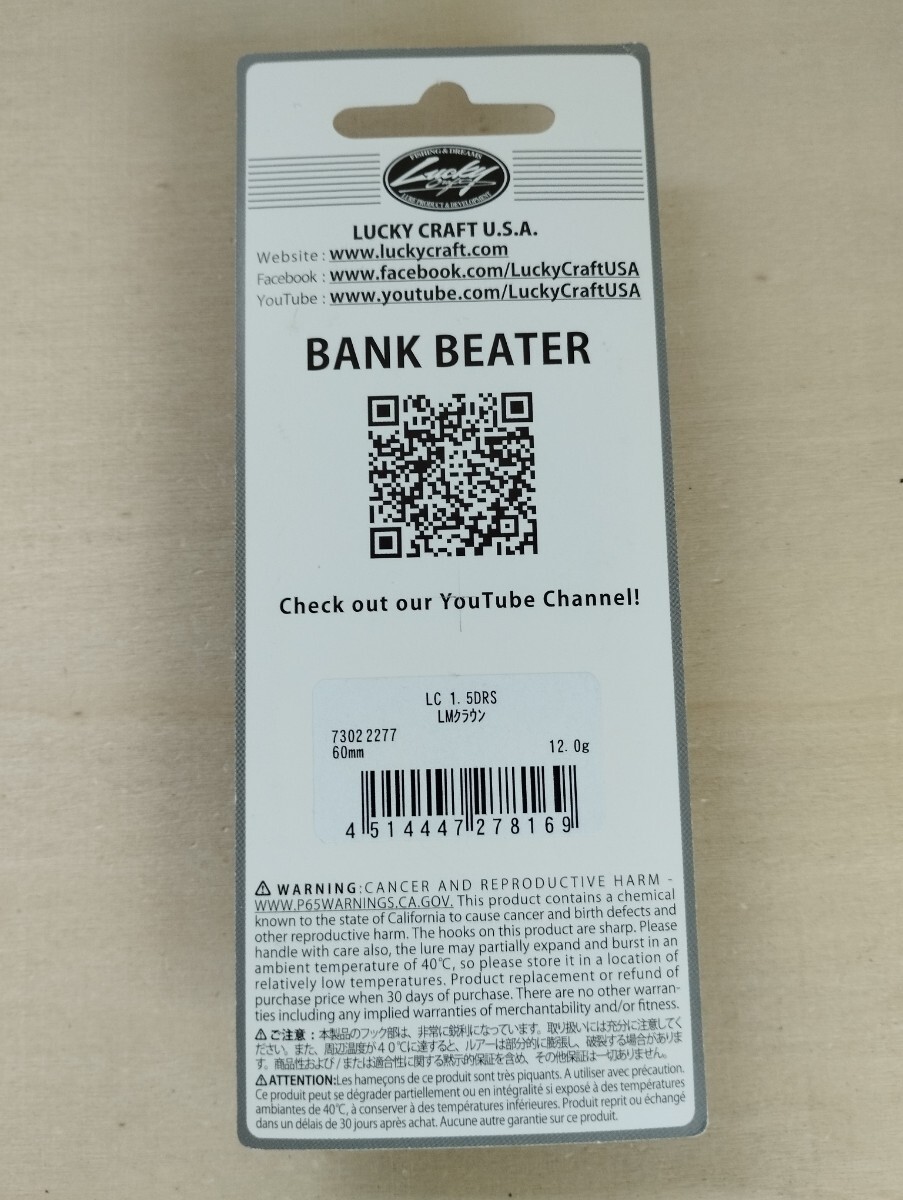 FISHING & DREAMS
Lucky
Craft
LURE PRODUCT & DEVELOPMENT
LUCKY CRAFT U.S.A.
Website : www.luckycraft.com
Facebook : www.facebook.com/LuckyCraftUSA
YouTube : www.youtube.com/LuckyCraftUSA
BANK BEATER
Check out our YouTube Channel!
LC 1.5DRS
LMクラウン
73022277
60mm 12.0g
4 514447 278169
⚠ WARNING:CANCER AND REPRODUCTIVE HARM -
WWW.P65WARNINGS.CA.GOV. This product contains a chemical
known to the state of California to cause cancer and birth defects and
other reproductive harm. The hooks on this product are sharp. Please
handle with care also, the lure may partially expand and burst in an
ambient temperature of 40℃, so please store it in a location of
relatively low temperatures. Product replacement or refund of
purchase price when 30 days of purchase. There are no other warran-
ties including any implied warranties of merchantability and/or fitness.
⚠ご注意：本製品のフック部は、非常に鋭利になっています。取り扱いには充分に注意してく
ださい。また、周辺温度が４０℃に達すると、ルアーは部分的に膨張し、破裂する場合がありま
す。商品性および/または適合性に関する黙示的保証を含め、その他保証は一切ありません。
⚠ATTENTION:Les hameçons de ce produit sont très piquants. A utiliser avec précaution.
Ce produit peut se dégrader partiellement ou en intégralité si exposé à des températures
ambiantes de 40℃, à conserver à des températures inférieures. Produit reprit ou échangé
dans un délais de 30 jours après achat. Aucune autre garantie sur ce produit.